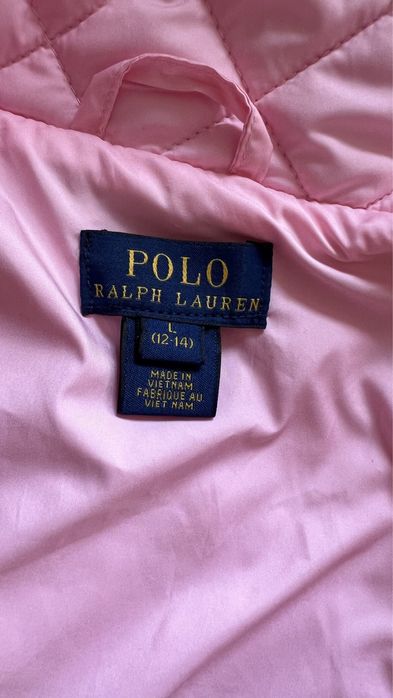 POLO
RALPH LAUREN
L
(12-14)
MADE IN
VIETNAM
FABRIQUE AU
VIET NAM